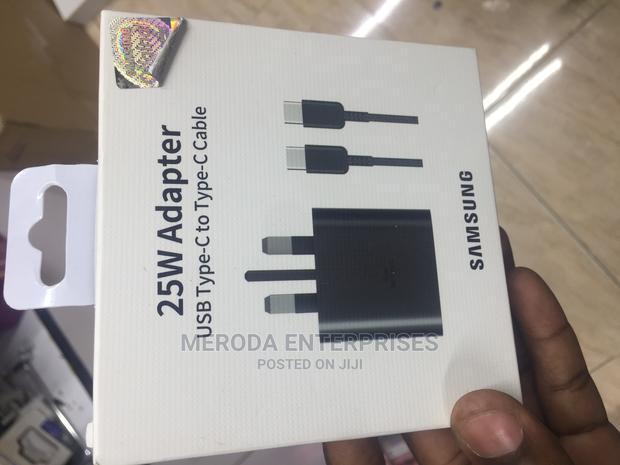 25W Adapter
USB Type-C to Type-C Cable
SAMSUNG
MERODA ENTERPRISES
POSTED ON JIJI